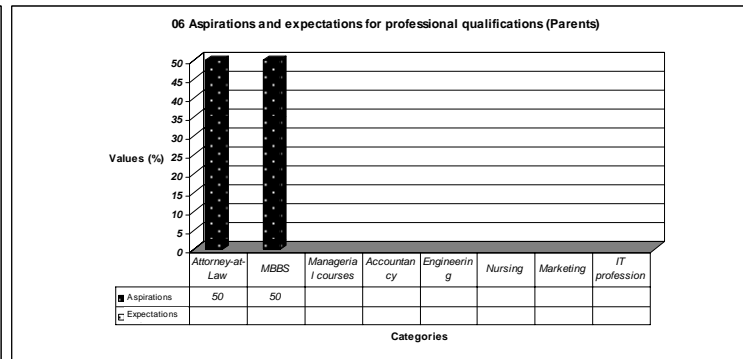 06 Aspirations and expectations for professional qualifications (Parents)
50
45
40
35
30
25
20
15
10
5
0
Values (%)
Attorney-at-
Law
MBBS
Manageria
l courses
Accountan
cy
Engineerin
g
Nursing
Marketing
IT
profession
Aspirations 50 50
Expectations
Categories